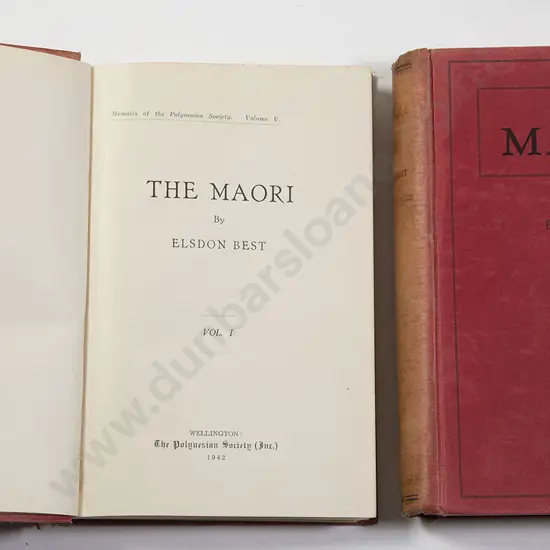 Memoirs of the Polynesian Society. Volume V.
THE MAORI
By
ELSDON BEST
VOL. I
WELLINGTON:
The Polynesian Society (Inc.)
1942
MA
BEST
www.dunbarsloane